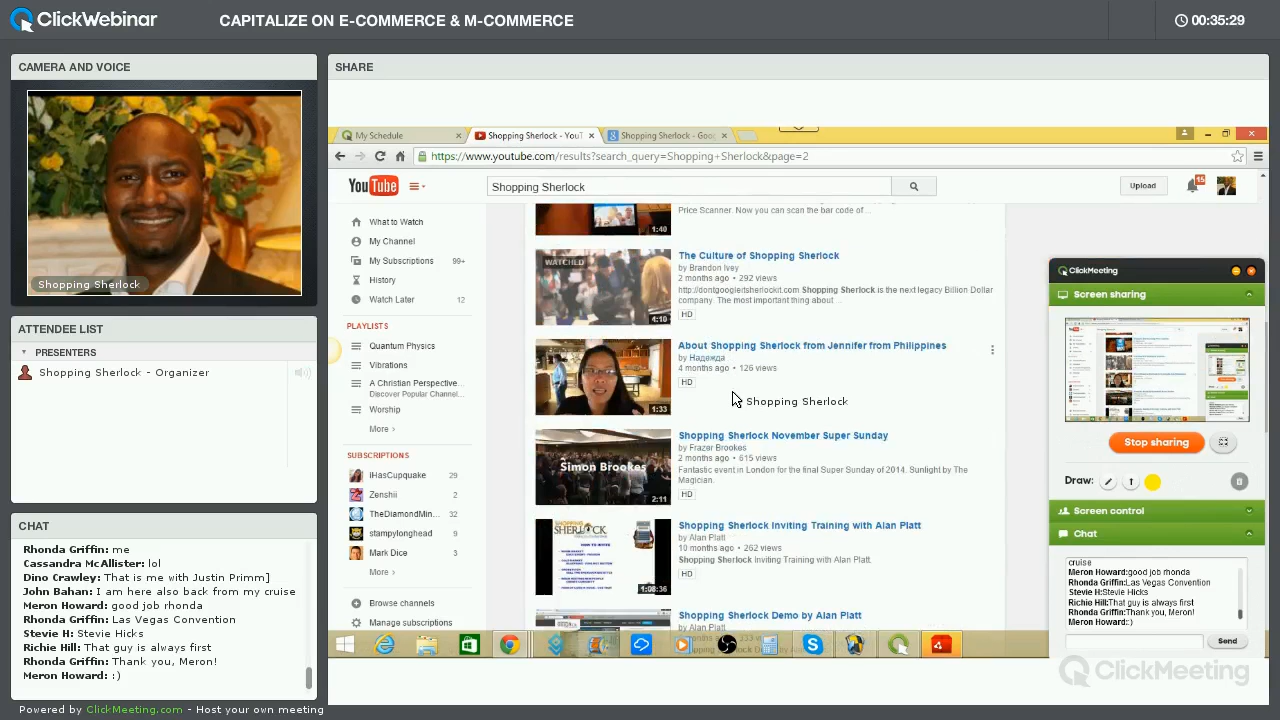 ClickWebinar
CAPITALIZE ON E-COMMERCE & M-COMMERCE
00:35:29
CAMERA AND VOICE
Shopping Sherlock
ATTENDEE LIST
PRESENTERS
Shopping Sherlock - Organizer
CHAT
Rhonda Griffin: me
Cassandra McAllister: lol
Dina Crawley: That is me wish Justin Primm]
John Bahan: I am here also back from my cruise
Meron Howard: good job rhonda
Rhonda Griffin: Las Vegas Convention
Stevie H: Stevie Hicks
Richie Hill: That guy is always first
Rhonda Griffin: Thank you, Meron!
Meron Howard: :)
Powered by ClickMeeting.com - Host your own meeting
SHARE
My Schedule
Shopping Sherlock - YouT
Shopping Sherlock - Goo
https://www.youtube.com/results?search_query=Shopping+Sherlock&page=2
YouTube
Shopping Sherlock
Upload
15
What to Watch
My Channel
My Subscriptions 99+
History
Watch Later 12
PLAYLISTS
Quantum Physics
Vibrations
A Christian Perspective...
Discover Popular Channel...
Worship
More ›
SUBSCRIPTIONS
iHasCupquake 29
Zenshii 2
TheDiamondMin... 32
stampylonghead 9
Mark Dice 3
More ›
Browse channels
Manage subscriptions
Price Scanner. Now you can scan the bar code of ...
1:40
The Culture of Shopping Sherlock
by Brandon Ivey
2 months ago • 292 views
http://dontgoogleitsherlockit.com Shopping Sherlock is the next legacy Billion Dollar
company. The most important thing about ...
HD
WATCHED
4:10
About Shopping Sherlock from Jennifer from Philippines
by Надежда
4 months ago • 126 views
HD
1:33
Shopping Sherlock
Shopping Sherlock November Super Sunday
by Frazer Brookes
2 months ago • 615 views
Fantastic event in London for the final Super Sunday of 2014. Sunlight by The
Magician.
HD
Simon Brookes
2:11
Shopping Sherlock Inviting Training with Alan Platt
by Alan Platt
10 months ago • 262 views
Shopping Sherlock Inviting Training with Alan Platt
HD
SHERLOCK
1:08:36
Shopping Sherlock Demo by Alan Platt
by Alan Platt
ClickMeeting
Screen sharing
Stop sharing
Draw:
T
Screen control
Chat
cruise
Meron Howard:good job rhonda
Rhonda Griffin:Las Vegas Convention
Stevie H:Stevie Hicks
Richie Hill:That guy is always first
Rhonda Griffin:Thank you, Meron!
Meron Howard::)
Send
ClickMeeting